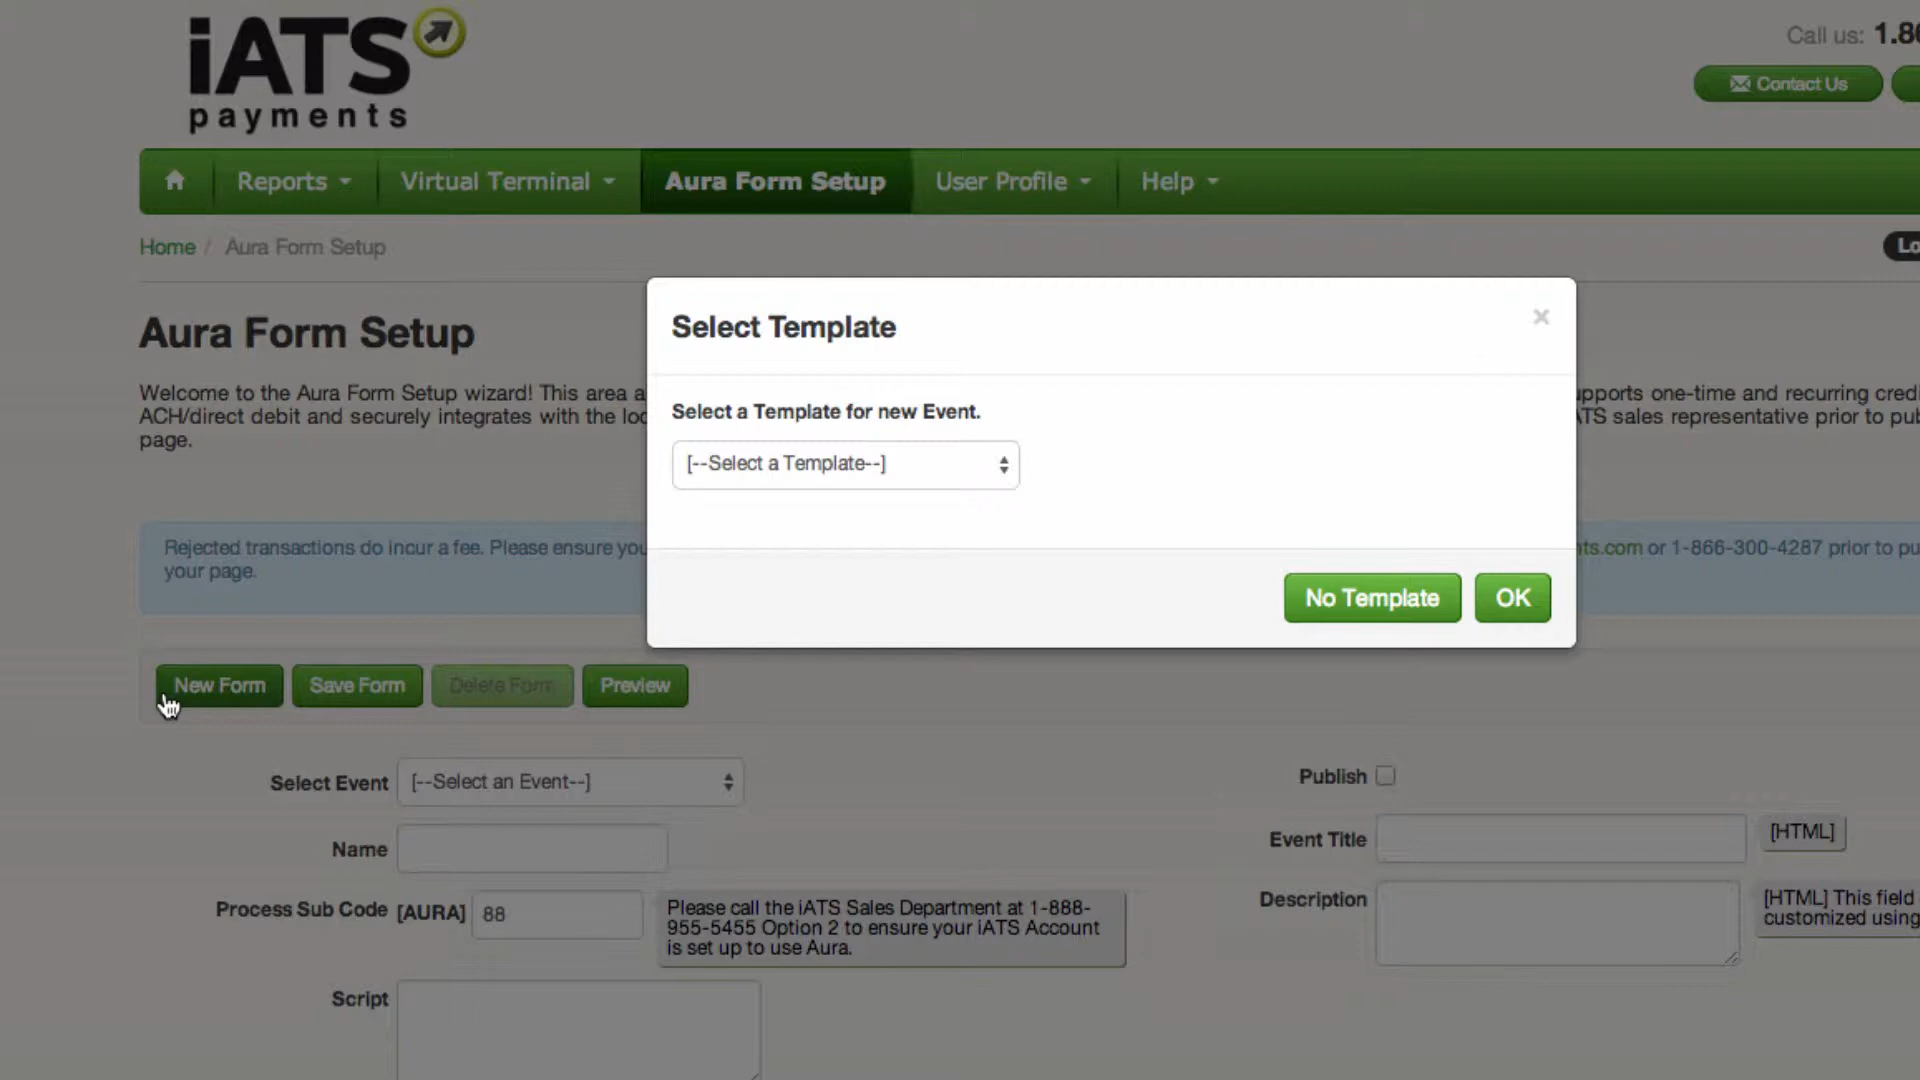 iATS
payments
Call us: 1.8
Contact Us
Reports
Virtual Terminal
Aura Form Setup
User Profile
Help
Home / Aura Form Setup
Lo
Aura Form Setup
Welcome to the Aura Form Setup wizard! This area a
pports one-time and recurring credi
ACH/direct debit and securely integrates with the loc
ATS sales representative prior to pub
page.
Select Template
×
Select a Template for new Event.
[--Select a Template--]
No Template
OK
Rejected transactions do incur a fee. Please ensure you
nts.com or 1-866-300-4287 prior to pu
your page.
New Form
Save Form
Delete Form
Preview
Select Event
[--Select an Event--]
Publish
Name
Event Title
[HTML]
Process Sub Code [AURA] 88
Please call the iATS Sales Department at 1-888-
955-5455 Option 2 to ensure your iATS Account
is set up to use Aura.
Description
[HTML] This field
customized using
Script